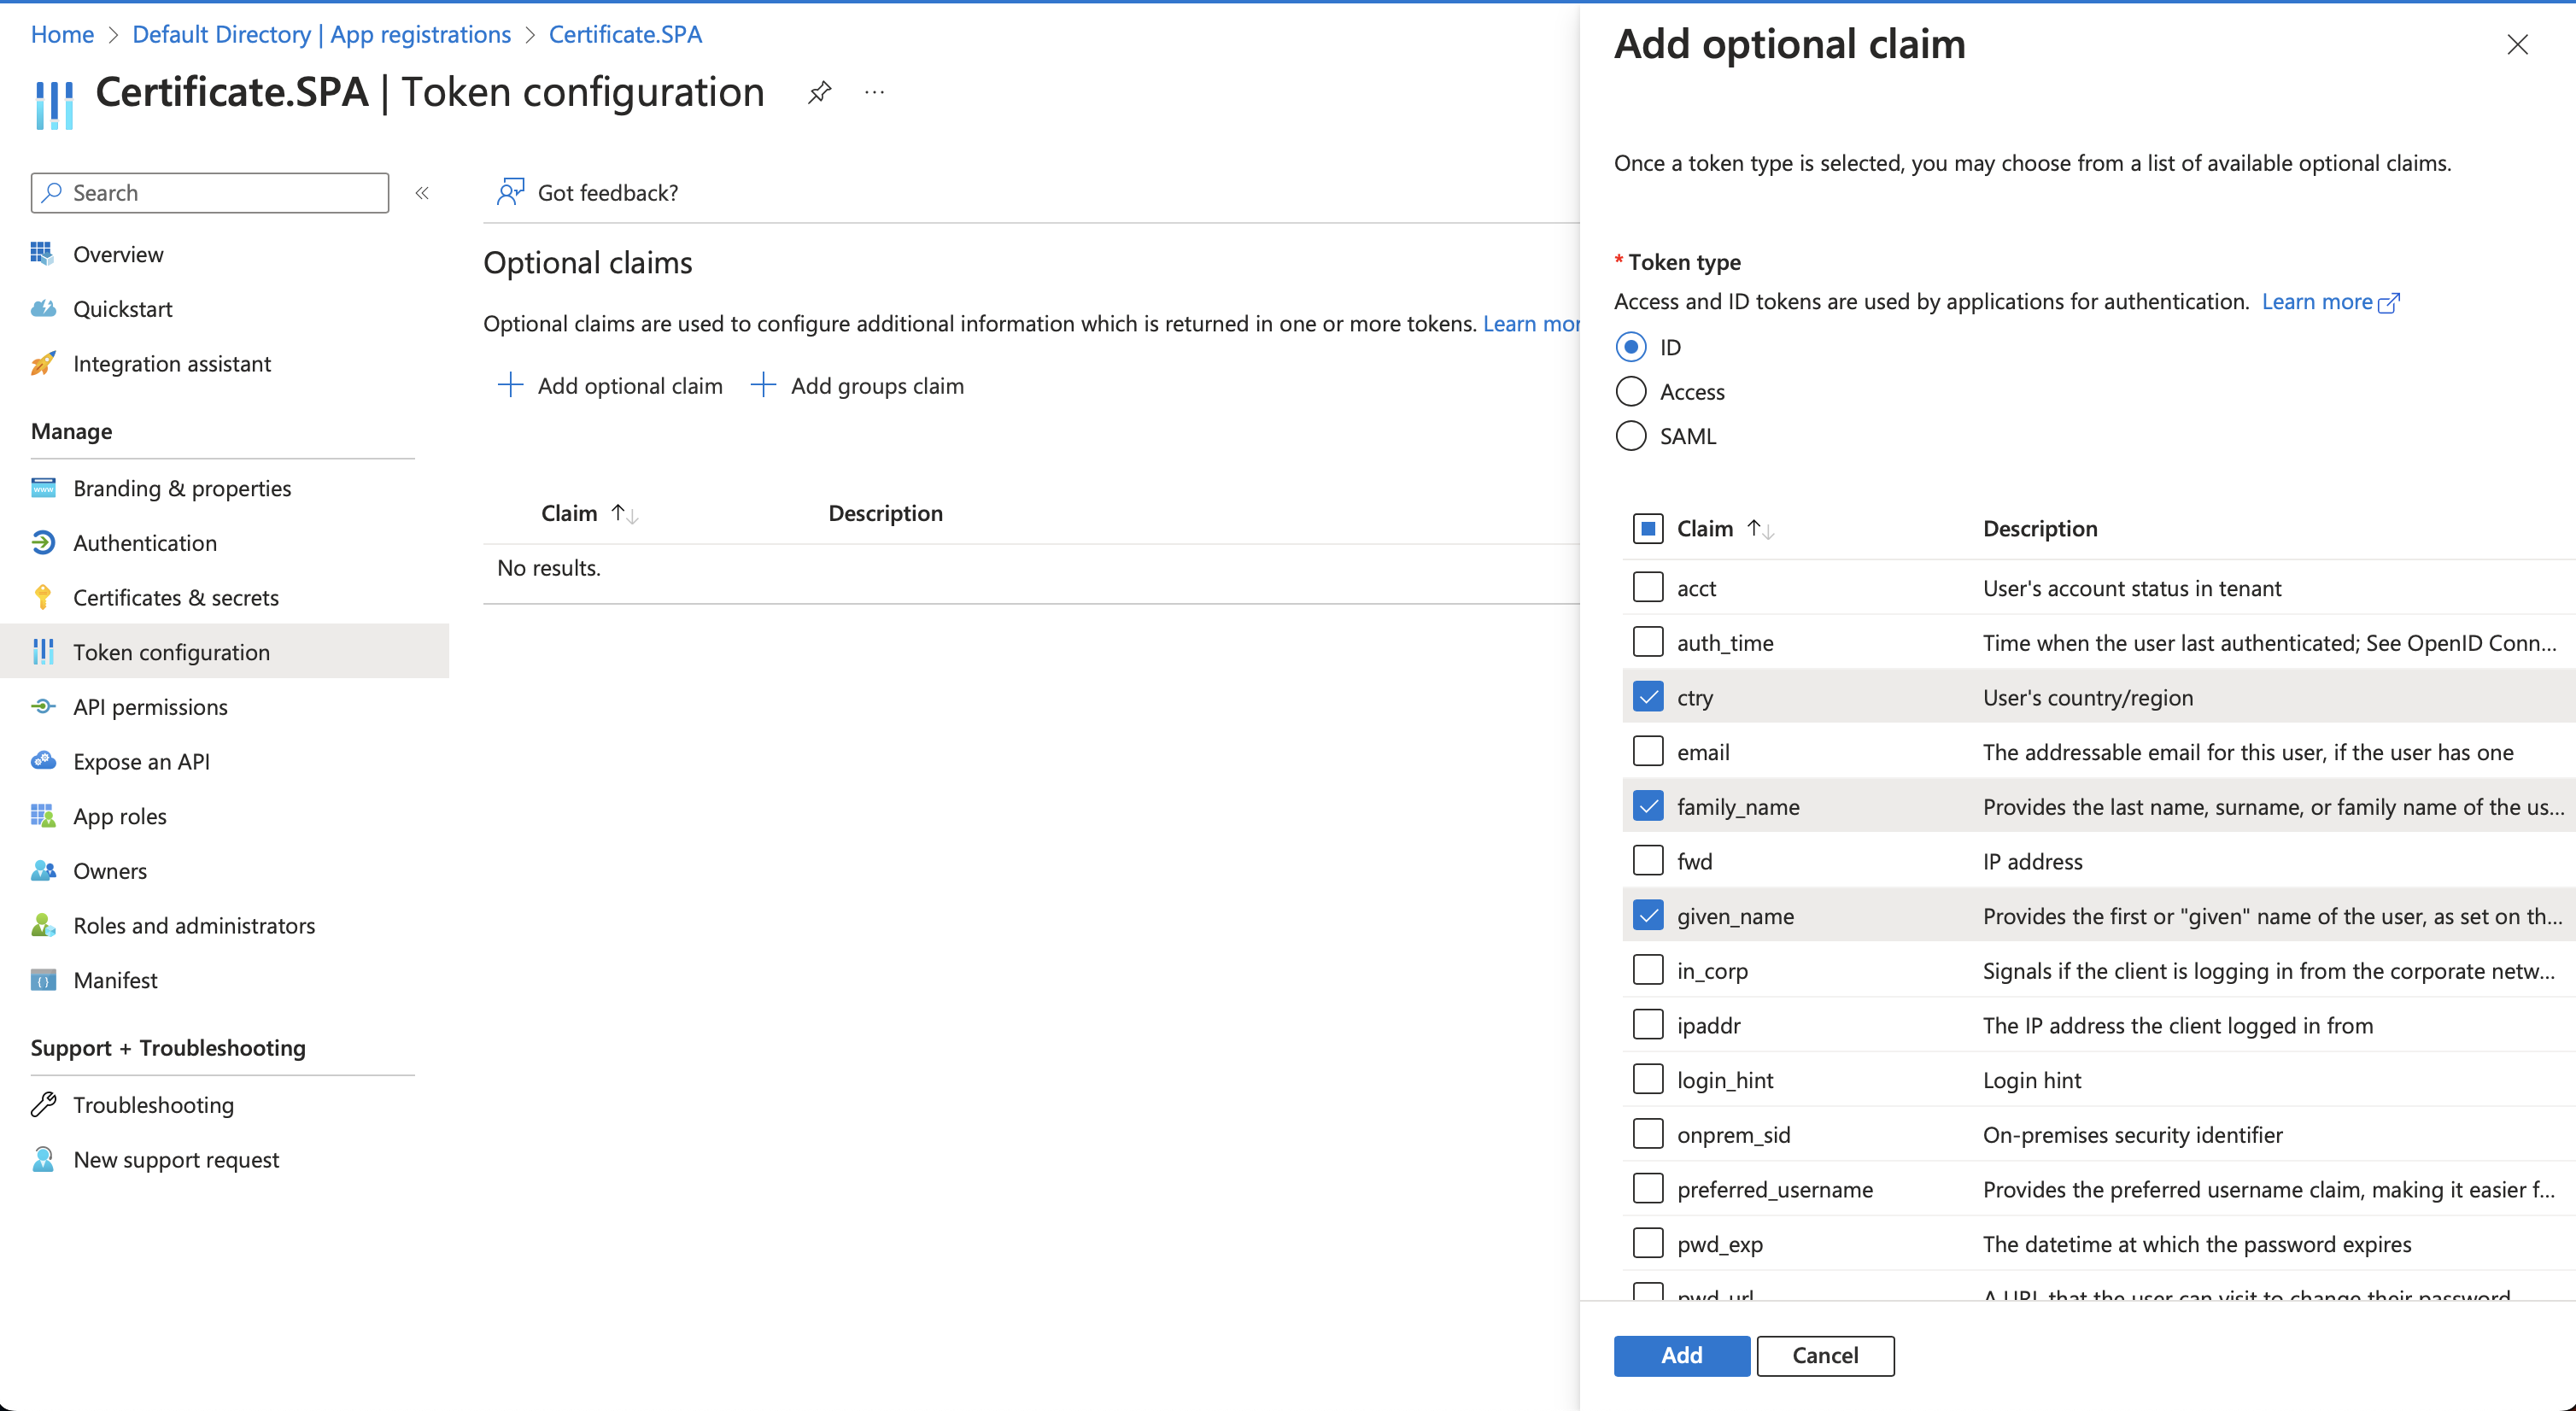 Home > Default Directory | App registrations > Certificate.SPA
Certificate.SPA | Token configuration ...
Search «
Overview
Quickstart
Integration assistant
Manage
Branding & properties
Authentication
Certificates & secrets
Token configuration
API permissions
Expose an API
App roles
Owners
Roles and administrators
Manifest
Support + Troubleshooting
Troubleshooting
New support request
Got feedback?
Optional claims
Optional claims are used to configure additional information which is returned in one or more tokens. Learn mor
+ Add optional claim + Add groups claim
Claim ↑↓ Description
No results.
Add optional claim
Once a token type is selected, you may choose from a list of available optional claims.
* Token type
Access and ID tokens are used by applications for authentication. Learn more
ID
Access
SAML
Claim ↑↓ Description
acct User's account status in tenant
auth_time Time when the user last authenticated; See OpenID Conn...
ctry User's country/region
email The addressable email for this user, if the user has one
family_name Provides the last name, surname, or family name of the us...
fwd IP address
given_name Provides the first or "given" name of the user, as set on th...
in_corp Signals if the client is logging in from the corporate netw...
ipaddr The IP address the client logged in from
login_hint Login hint
onprem_sid On-premises security identifier
preferred_username Provides the preferred username claim, making it easier f...
pwd_exp The datetime at which the password expires
pwd_url A URL that the user can visit to change their password
Add Cancel